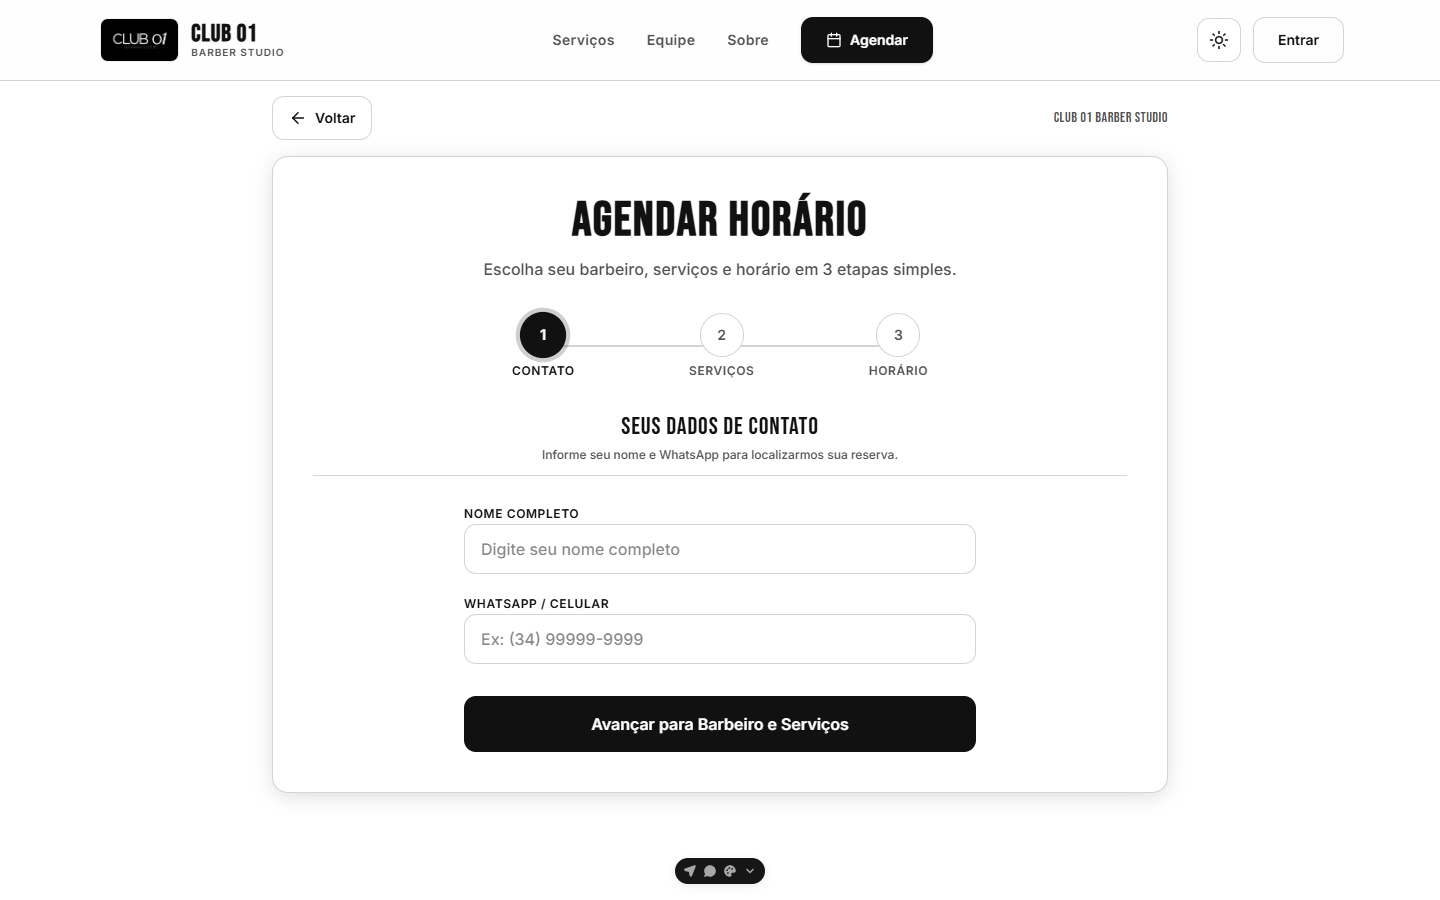 CLUB 01
CLUB 01
BARBER STUDIO
Serviços
Equipe
Sobre
Agendar
Entrar
Voltar
CLUB 01 BARBER STUDIO
AGENDAR HORÁRIO
Escolha seu barbeiro, serviços e horário em 3 etapas simples.
1
2
3
CONTATO
SERVIÇOS
HORÁRIO
SEUS DADOS DE CONTATO
Informe seu nome e WhatsApp para localizarmos sua reserva.
NOME COMPLETO
Digite seu nome completo
WHATSAPP / CELULAR
Ex: (34) 99999-9999
Avançar para Barbeiro e Serviços